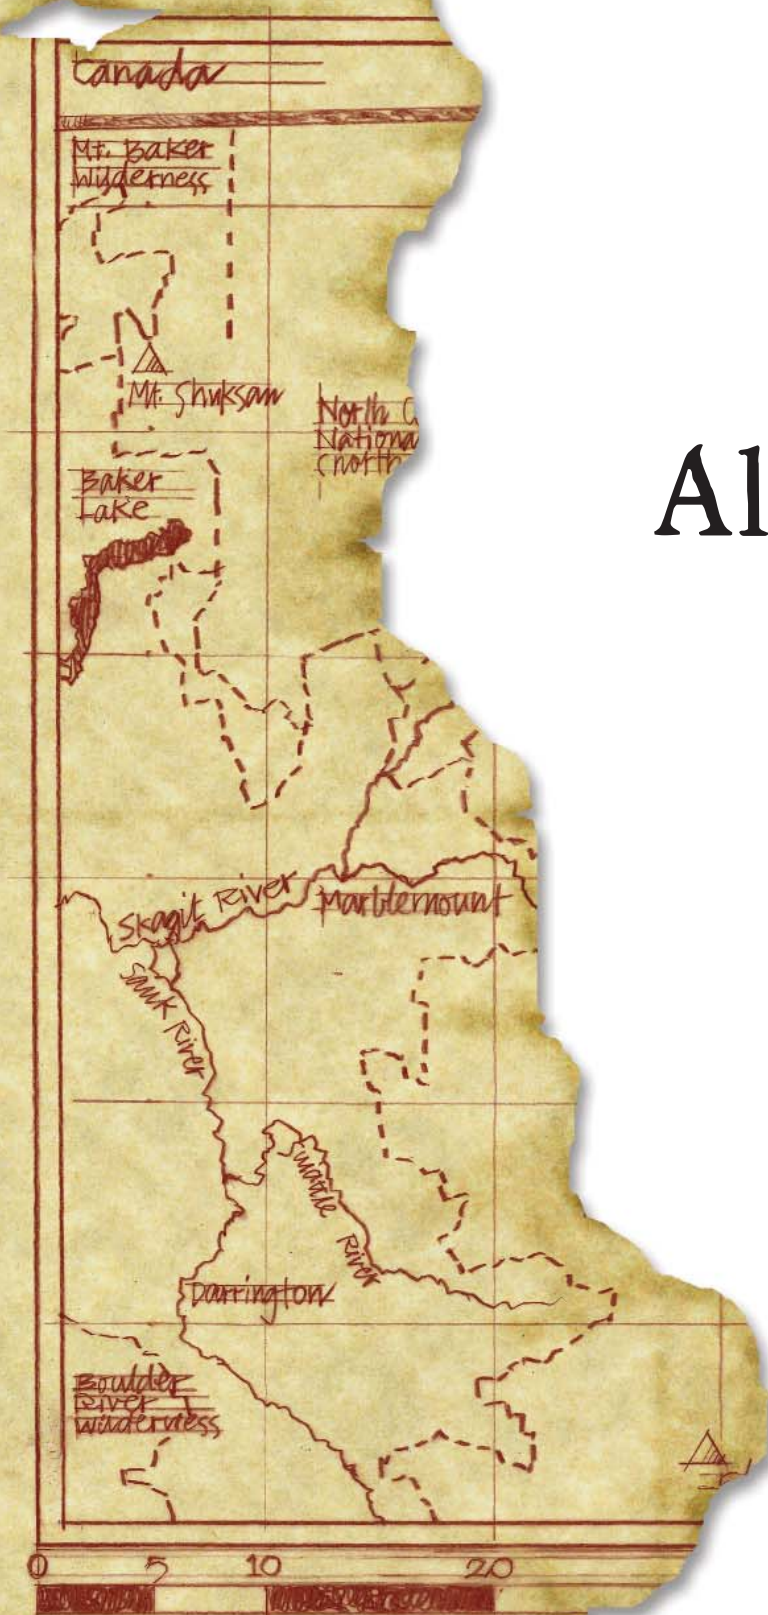 Canada
Mt. Baker
Wilderness
Mt. Shuksan
North C
Nationa
(north
Baker
Lake
Al
Skagit River
Marblemount
Sauk River
Suiattle River
Darrington
Boulder
River
Wilderness
0 5 10 20